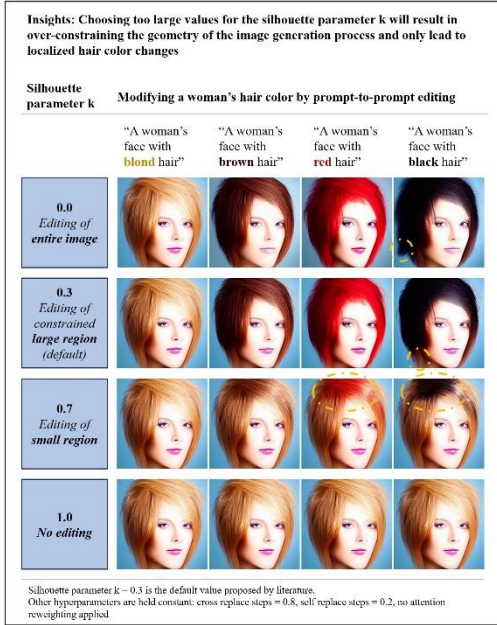 Insights: Choosing too large values for the silhouette parameter k will result in
over-constraining the geometry of the image generation process and only lead to
localized hair color changes
Silhouette
parameter k
Modifying a woman's hair color by prompt-to-prompt editing
"A woman's
face with
blond hair"
"A woman's
face with
brown hair"
"A woman's
face with
red hair"
"A woman's
face with
black hair"
0.0
Editing of
entire image
0.3
Editing of
constrained
large region
(default)
0.7
Editing of
small region
1.0
No editing
Silhouette parameter k = 0.3 is the default value proposed by literature.
Other hyperparameters are held constant: cross replace steps = 0.8, self replace steps = 0.2, no attention
reweighting applied